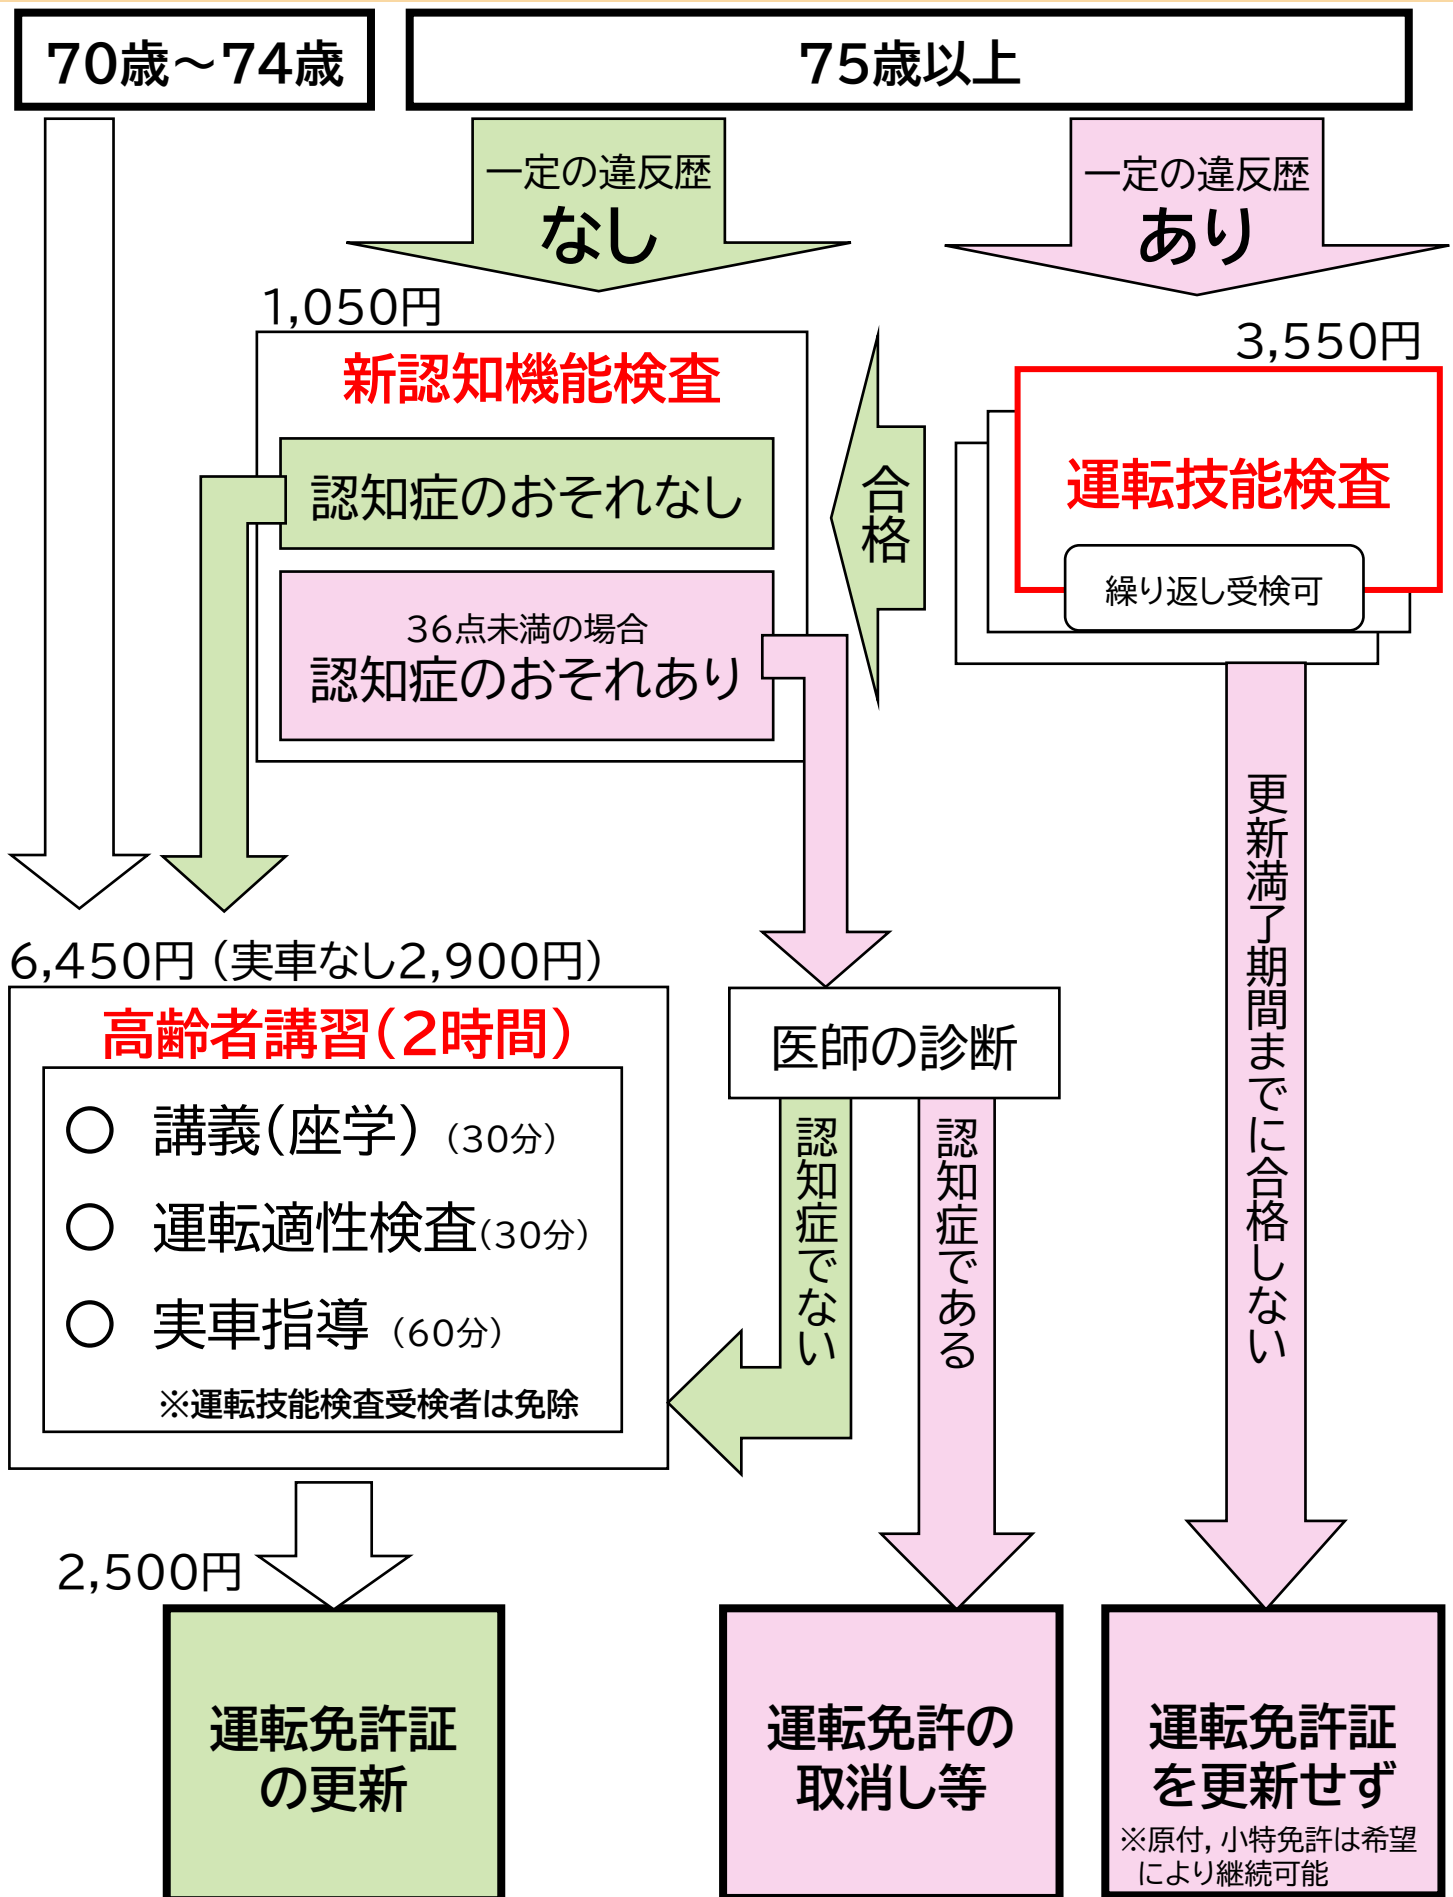 70歳～74歳
75歳以上
一定の違反歴
なし
一定の違反歴
あり
1,050円
新認知機能検査
認知症のおそれなし
36点未満の場合
認知症のおそれあり
合格
3,550円
運転技能検査
繰り返し受検可
更新満了期間までに合格しない
6,450円（実車なし2,900円）
高齢者講習（2時間）
○ 講義（座学）（30分）
○ 運転適性検査（30分）
○ 実車指導（60分）
※運転技能検査受検者は免除
医師の診断
認知症でない
認知症である
2,500円
運転免許証
の更新
運転免許の
取消し等
運転免許証
を更新せず
※原付，小特免許は希望
により継続可能